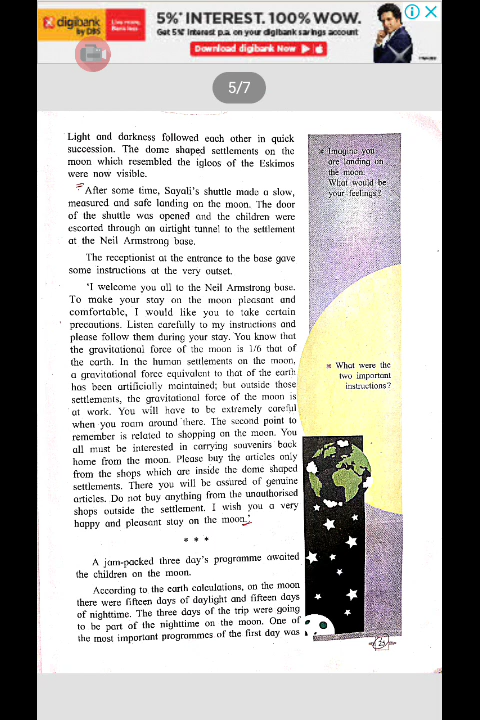 digibank
by DBS
Live more,
Bank less
5% INTEREST. 100% WOW.
Get 5% interest p.a. on your digibank savings account
Download digibank Now
5/7
Light and darkness followed each other in quick
succession. The dome shaped settlements on the
moon which resembled the igloos of the Eskimos
were now visible.
After some time, Sayali's shuttle made a slow,
measured and safe landing on the moon. The door
of the shuttle was opened and the children were
escorted through an airtight tunnel to the settlement
at the Neil Armstrong base.
The receptionist at the entrance to the base gave
some instructions at the very outset.
'I welcome you all to the Neil Armstrong base.
To make your stay on the moon pleasant and
comfortable, I would like you to take certain
precautions. Listen carefully to my instructions and
please follow them during your stay. You know that
the gravitational force of the moon is 1/6 that of
the earth. In the human settlements on the moon,
a gravitational force equivalent to that of the earth
has been artificially maintained; but outside those
settlements, the gravitational force of the moon is
at work. You will have to be extremely careful
when you roam around there. The second point to
remember is related to shopping on the moon. You
all must be interested in carrying souvenirs back
home from the moon. Please buy the articles only
from the shops which are inside the dome shaped
settlements. There you will be assured of genuine
articles. Do not buy anything from the unauthorised
shops outside the settlement. I wish you a very
happy and pleasant stay on the moon.'
* * *
A jam-packed three day's programme awaited
the children on the moon.
According to the earth calculations, on the moon
there were fifteen days of daylight and fifteen days
of nighttime. The three days of the trip were going
to be part of the nighttime on the moon. One of
the most important programmes of the first day was
* Imagine you
are landing on
the moon.
What would be
your feelings?
* What were the
two important
instructions?